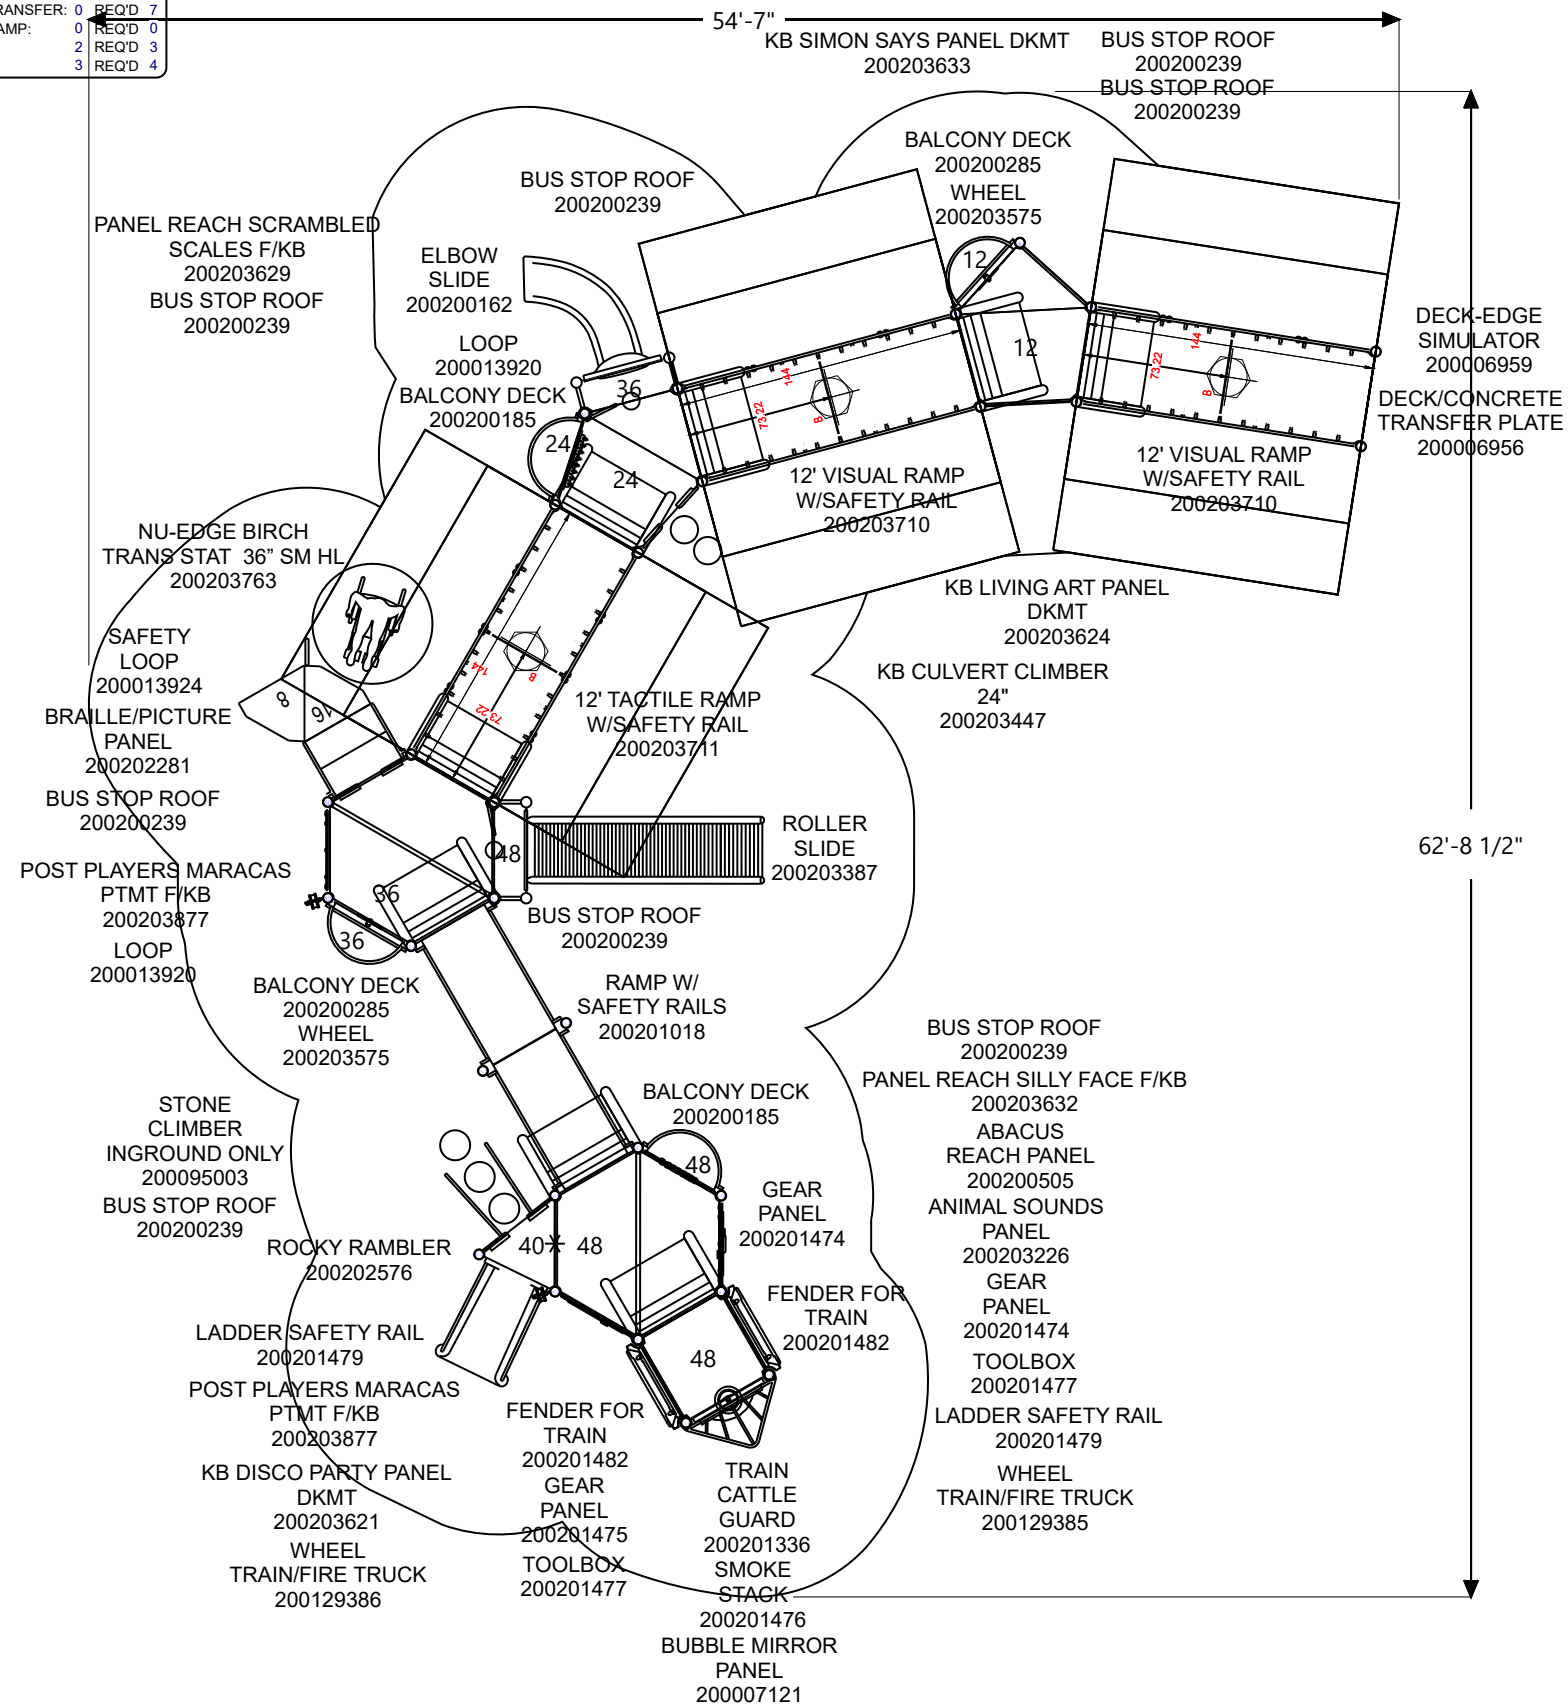 RANSFER: 0 REQ'D 7
AMP: 0 REQ'D 0
2 REQ'D 3
3 REQ'D 4
54'-7"
KB SIMON SAYS PANEL DKMT
200203633
BUS STOP ROOF
200200239
BUS STOP ROOF
200200239
BALCONY DECK
200200285
WHEEL
200203575
BUS STOP ROOF
200200239
PANEL REACH SCRAMBLED
SCALES F/KB
200203629
BUS STOP ROOF
200200239
ELBOW
SLIDE
200200162
LOOP
200013920
BALCONY DECK
200200185
12
12
36
24
24
144
73.22
B
144
73.22
B
DECK-EDGE
SIMULATOR
200006959
DECK/CONCRETE
TRANSFER PLATE
200006956
12' VISUAL RAMP
W/SAFETY RAIL
200203710
12' VISUAL RAMP
W/SAFETY RAIL
200203710
NU-EDGE BIRCH
TRANS STAT 36” SM HL
200203763
KB LIVING ART PANEL
DKMT
200203624
SAFETY
LOOP
200013924
BRAILLE/PICTURE
PANEL
200202281
8
16
144
73.22
B
12' TACTILE RAMP
W/SAFETY RAIL
200203711
KB CULVERT CLIMBER
24"
200203447
BUS STOP ROOF
200200239
ROLLER
SLIDE
200203387
62'-8 1/2"
48
36
36
POST PLAYERS MARACAS
PTMT F/KB
200203877
LOOP
200013920
BUS STOP ROOF
200200239
BALCONY DECK
200200285
WHEEL
200203575
RAMP W/
SAFETY RAILS
200201018
BUS STOP ROOF
200200239
PANEL REACH SILLY FACE F/KB
200203632
ABACUS
REACH PANEL
200200505
ANIMAL SOUNDS
PANEL
200203226
GEAR
PANEL
200201474
TOOLBOX
200201477
LADDER SAFETY RAIL
200201479
WHEEL
TRAIN/FIRE TRUCK
200129385
BALCONY DECK
200200185
48
GEAR
PANEL
200201474
STONE
CLIMBER
INGROUND ONLY
200095003
BUS STOP ROOF
200200239
ROCKY RAMBLER
200202576
40
48
48
FENDER FOR
TRAIN
200201482
LADDER SAFETY RAIL
200201479
POST PLAYERS MARACAS
PTMT F/KB
200203877
KB DISCO PARTY PANEL
DKMT
200203621
WHEEL
TRAIN/FIRE TRUCK
200129386
FENDER FOR
TRAIN
200201482
GEAR
PANEL
200201475
TOOLBOX
200201477
TRAIN
CATTLE
GUARD
200201336
SMOKE
STACK
200201476
BUBBLE MIRROR
PANEL
200007121